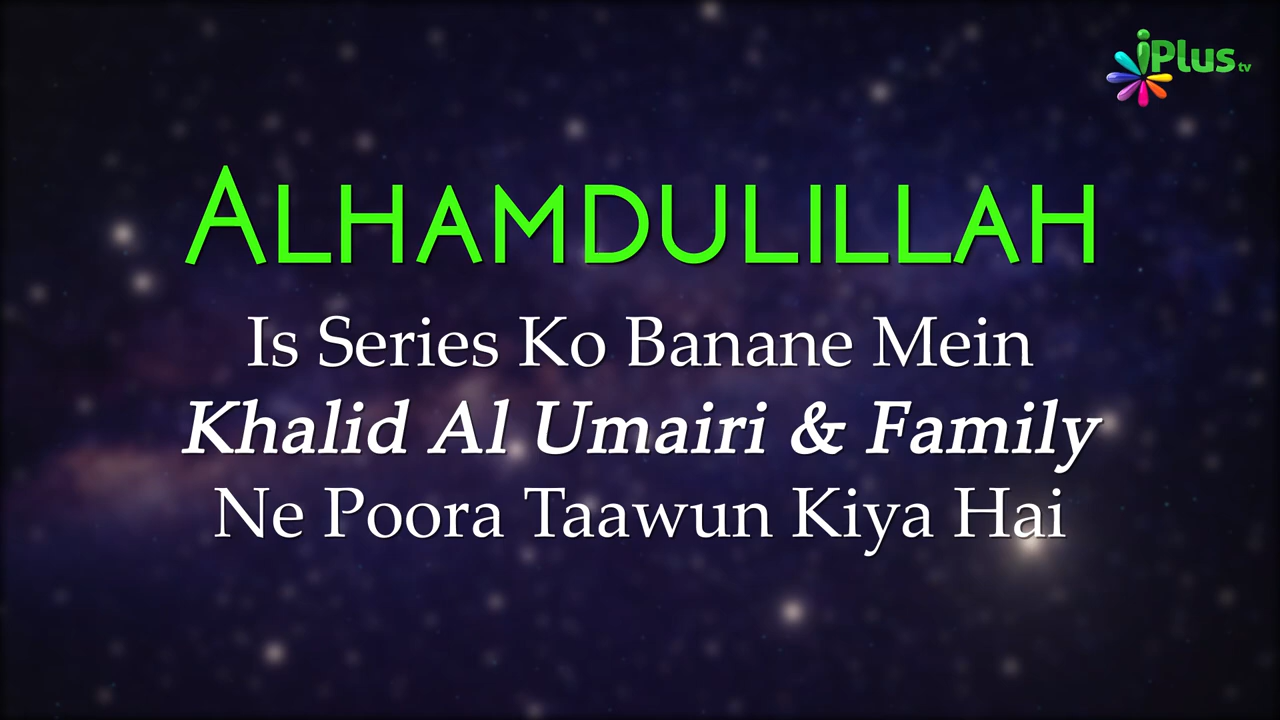 iPlus tv
ALHAMDULILLAH
Is Series Ko Banane Mein
Khalid Al Umairi & Family
Ne Poora Taawun Kiya Hai